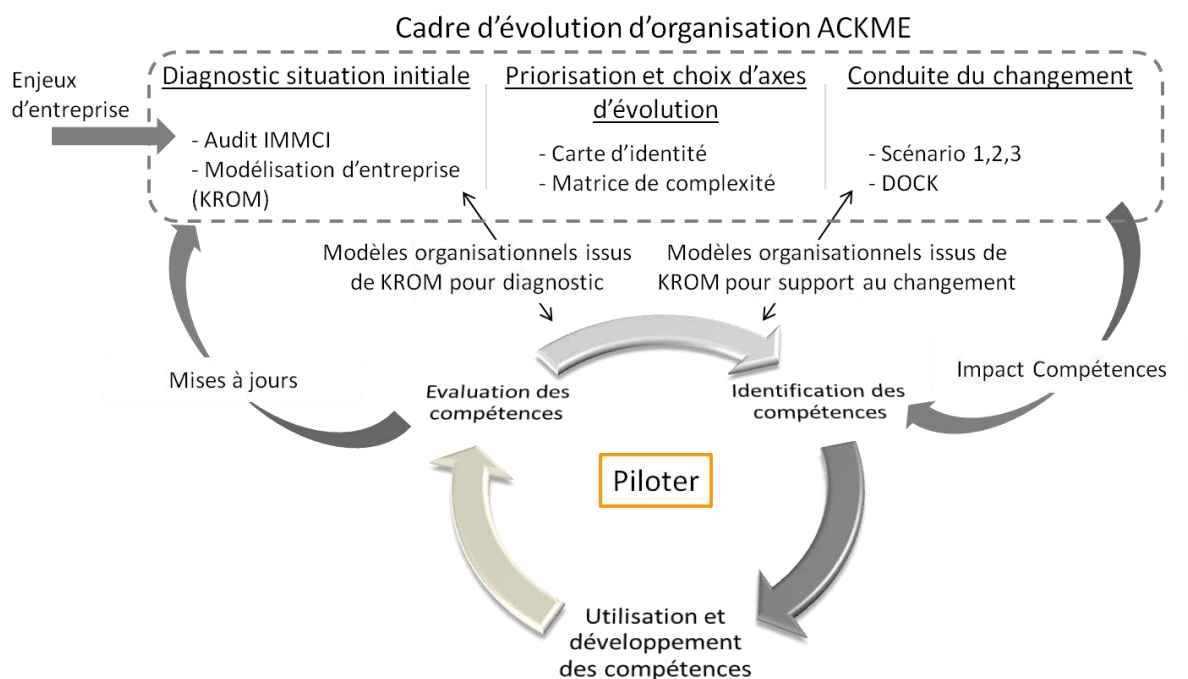 Cadre d'évolution d'organisation ACKME
Enjeux
d'entreprise
Diagnostic situation initiale
- Audit IMMCI
- Modélisation d'entreprise
(KROM)
Priorisation et choix d'axes
d'évolution
- Carte d'identité
- Matrice de complexité
Conduite du changement
- Scénario 1,2,3
- DOCK
Modèles organisationnels issus
de KROM pour diagnostic
Modèles organisationnels issus de
KROM pour support au changement
Mises à jours
Impact Compétences
Evaluation des
compétences
Identification des
compétences
Piloter
Utilisation et
développement
des compétences